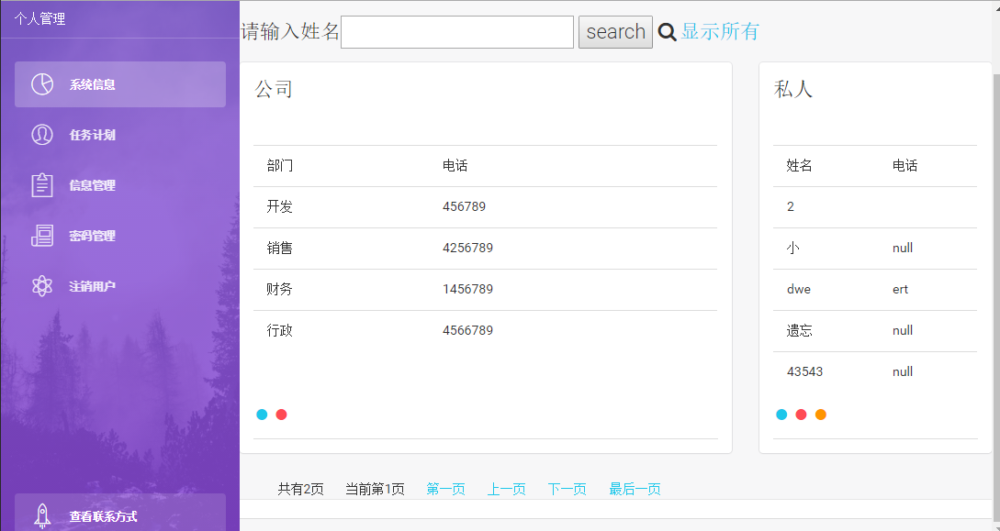 个人管理
系统信息
任务计划
信息管理
密码管理
注销用户
查看联系方式
请输入姓名 search 显示所有
公司
部门 电话
开发 456789
销售 4256789
财务 1456789
行政 4566789
私人
姓名 电话
2
小 null
dwe ert
遗忘 null
43543 null
共有2页 当前第1页 第一页 上一页 下一页 最后一页